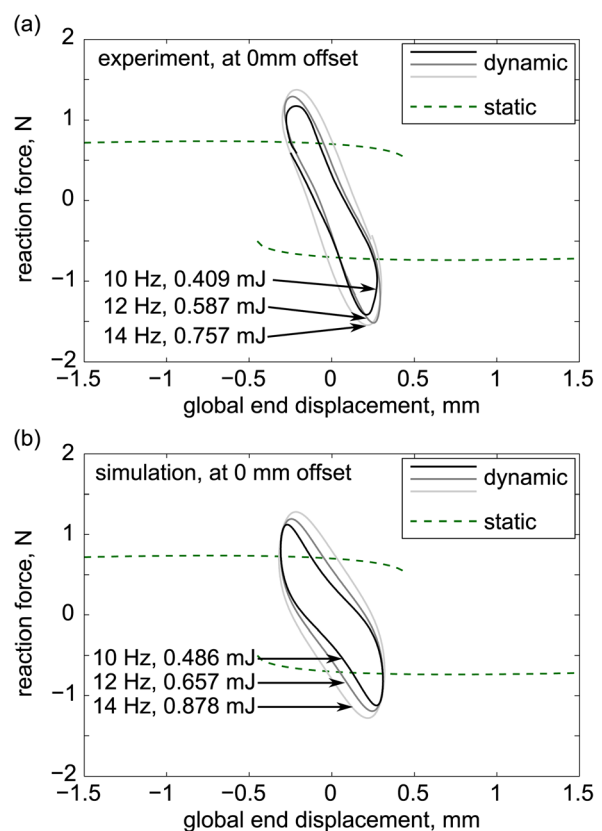 (a)
2
experiment, at 0mm offset
dynamic
static
1
0
−1
−2
reaction force, N
10 Hz, 0.409 mJ
12 Hz, 0.587 mJ
14 Hz, 0.757 mJ
−1.5 −1 −0.5 0 0.5 1 1.5
global end displacement, mm
(b)
2
simulation, at 0 mm offset
dynamic
static
1
0
−1
−2
reaction force, N
10 Hz, 0.486 mJ
12 Hz, 0.657 mJ
14 Hz, 0.878 mJ
−1.5 −1 −0.5 0 0.5 1 1.5
global end displacement, mm